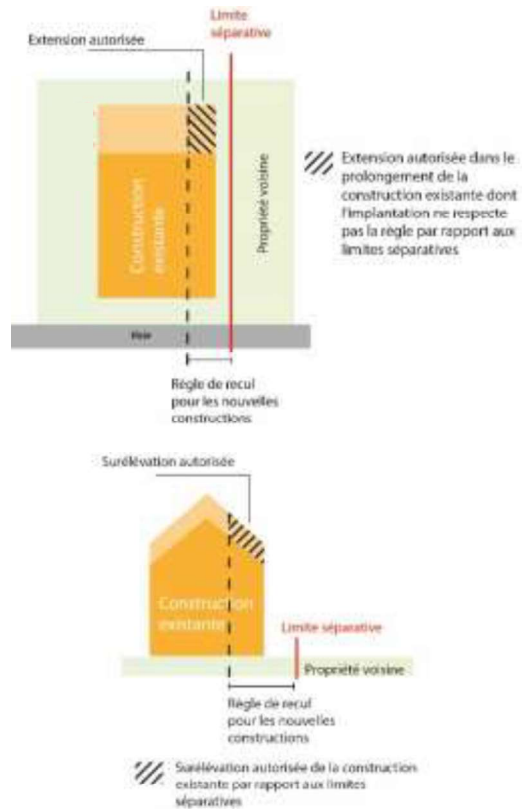 Limite
séparative
Extension autorisée
Construction
existante
Propriété voisine
Extension autorisée dans le
prolongement de la
construction existante dont
l'implantation ne respecte
pas la règle par rapport aux
limites séparatives
Voie
Règle de recul
pour les nouvelles
constructions
Surélévation autorisée
Construction
existante
Limite séparative
Propriété voisine
Règle de recul
pour les nouvelles
constructions
Surélévation autorisée de la construction
existante par rapport aux limites
séparatives